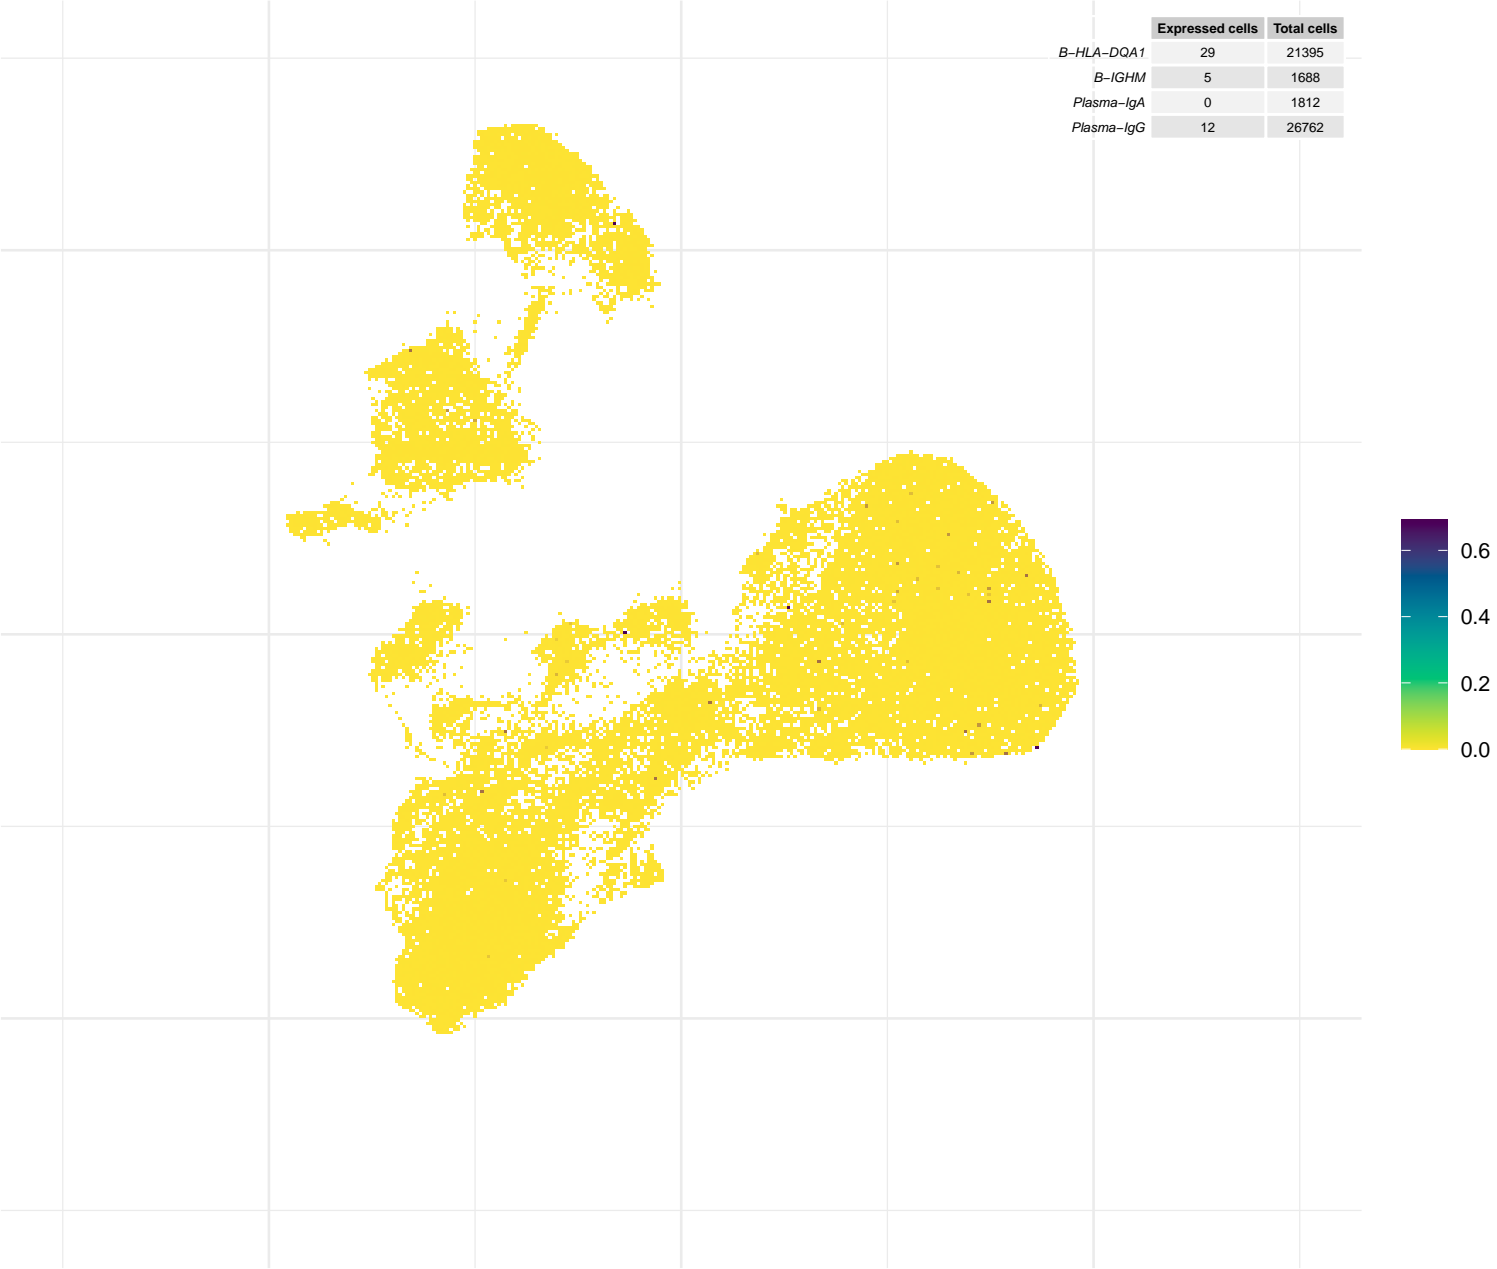 Expressed cells Total cells
B−HLA−DQA1 29 21395
B−IGHM 5 1688
Plasma−IgA 0 1812
Plasma−IgG 12 26762
0.6
0.4
0.2
0.0